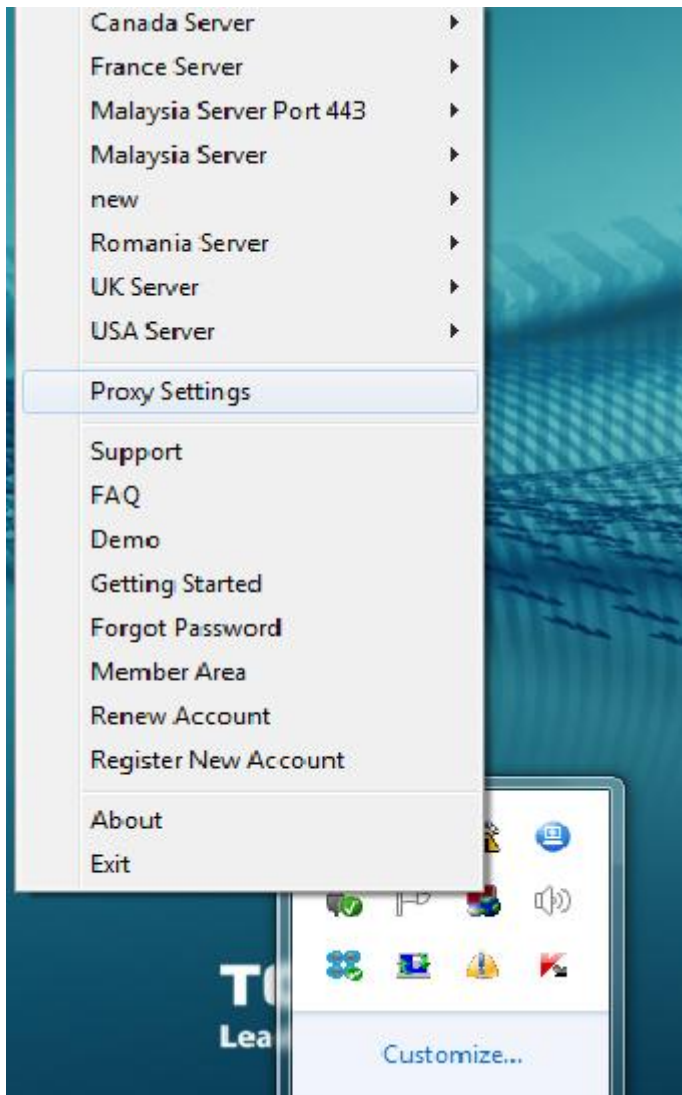 Canada Server
France Server
Malaysia Server Port 443
Malaysia Server
new
Romania Server
UK Server
USA Server
Proxy Settings
Support
FAQ
Demo
Getting Started
Forgot Password
Member Area
Renew Account
Register New Account
About
Exit
Customize...